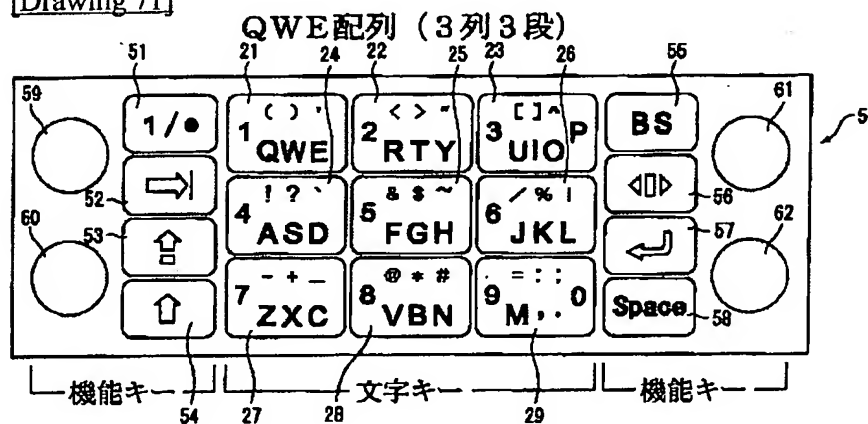 [Drawing 71]
QWE配列（3列3段）
51 21 24 22 25 23 26 55
59 61 5
1/● ( ) ' < > " [ ] ^ BS
1 QWE 2 RTY 3 UIO P
52 ! ? ` & $ ~ / % | 56
53 4 ASD 5 FGH 6 JKL 57
60 62
- + _ @ * # . = : ;
7 ZXC 8 VBN 9 M , . 0 Space 58
機能キー 文字キー 機能キー
54 27 28 29